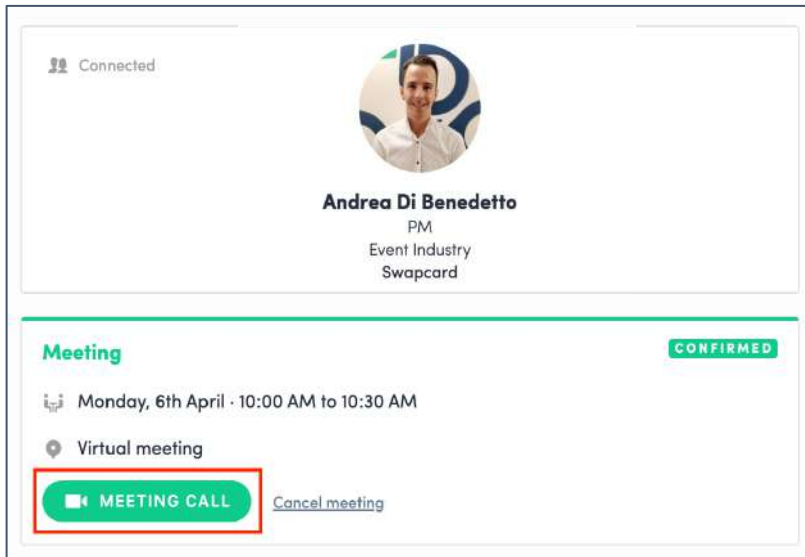 Connected
Andrea Di Benedetto
PM
Event Industry
Swapcard
Meeting
CONFIRMED
Monday, 6th April · 10:00 AM to 10:30 AM
Virtual meeting
MEETING CALL
Cancel meeting